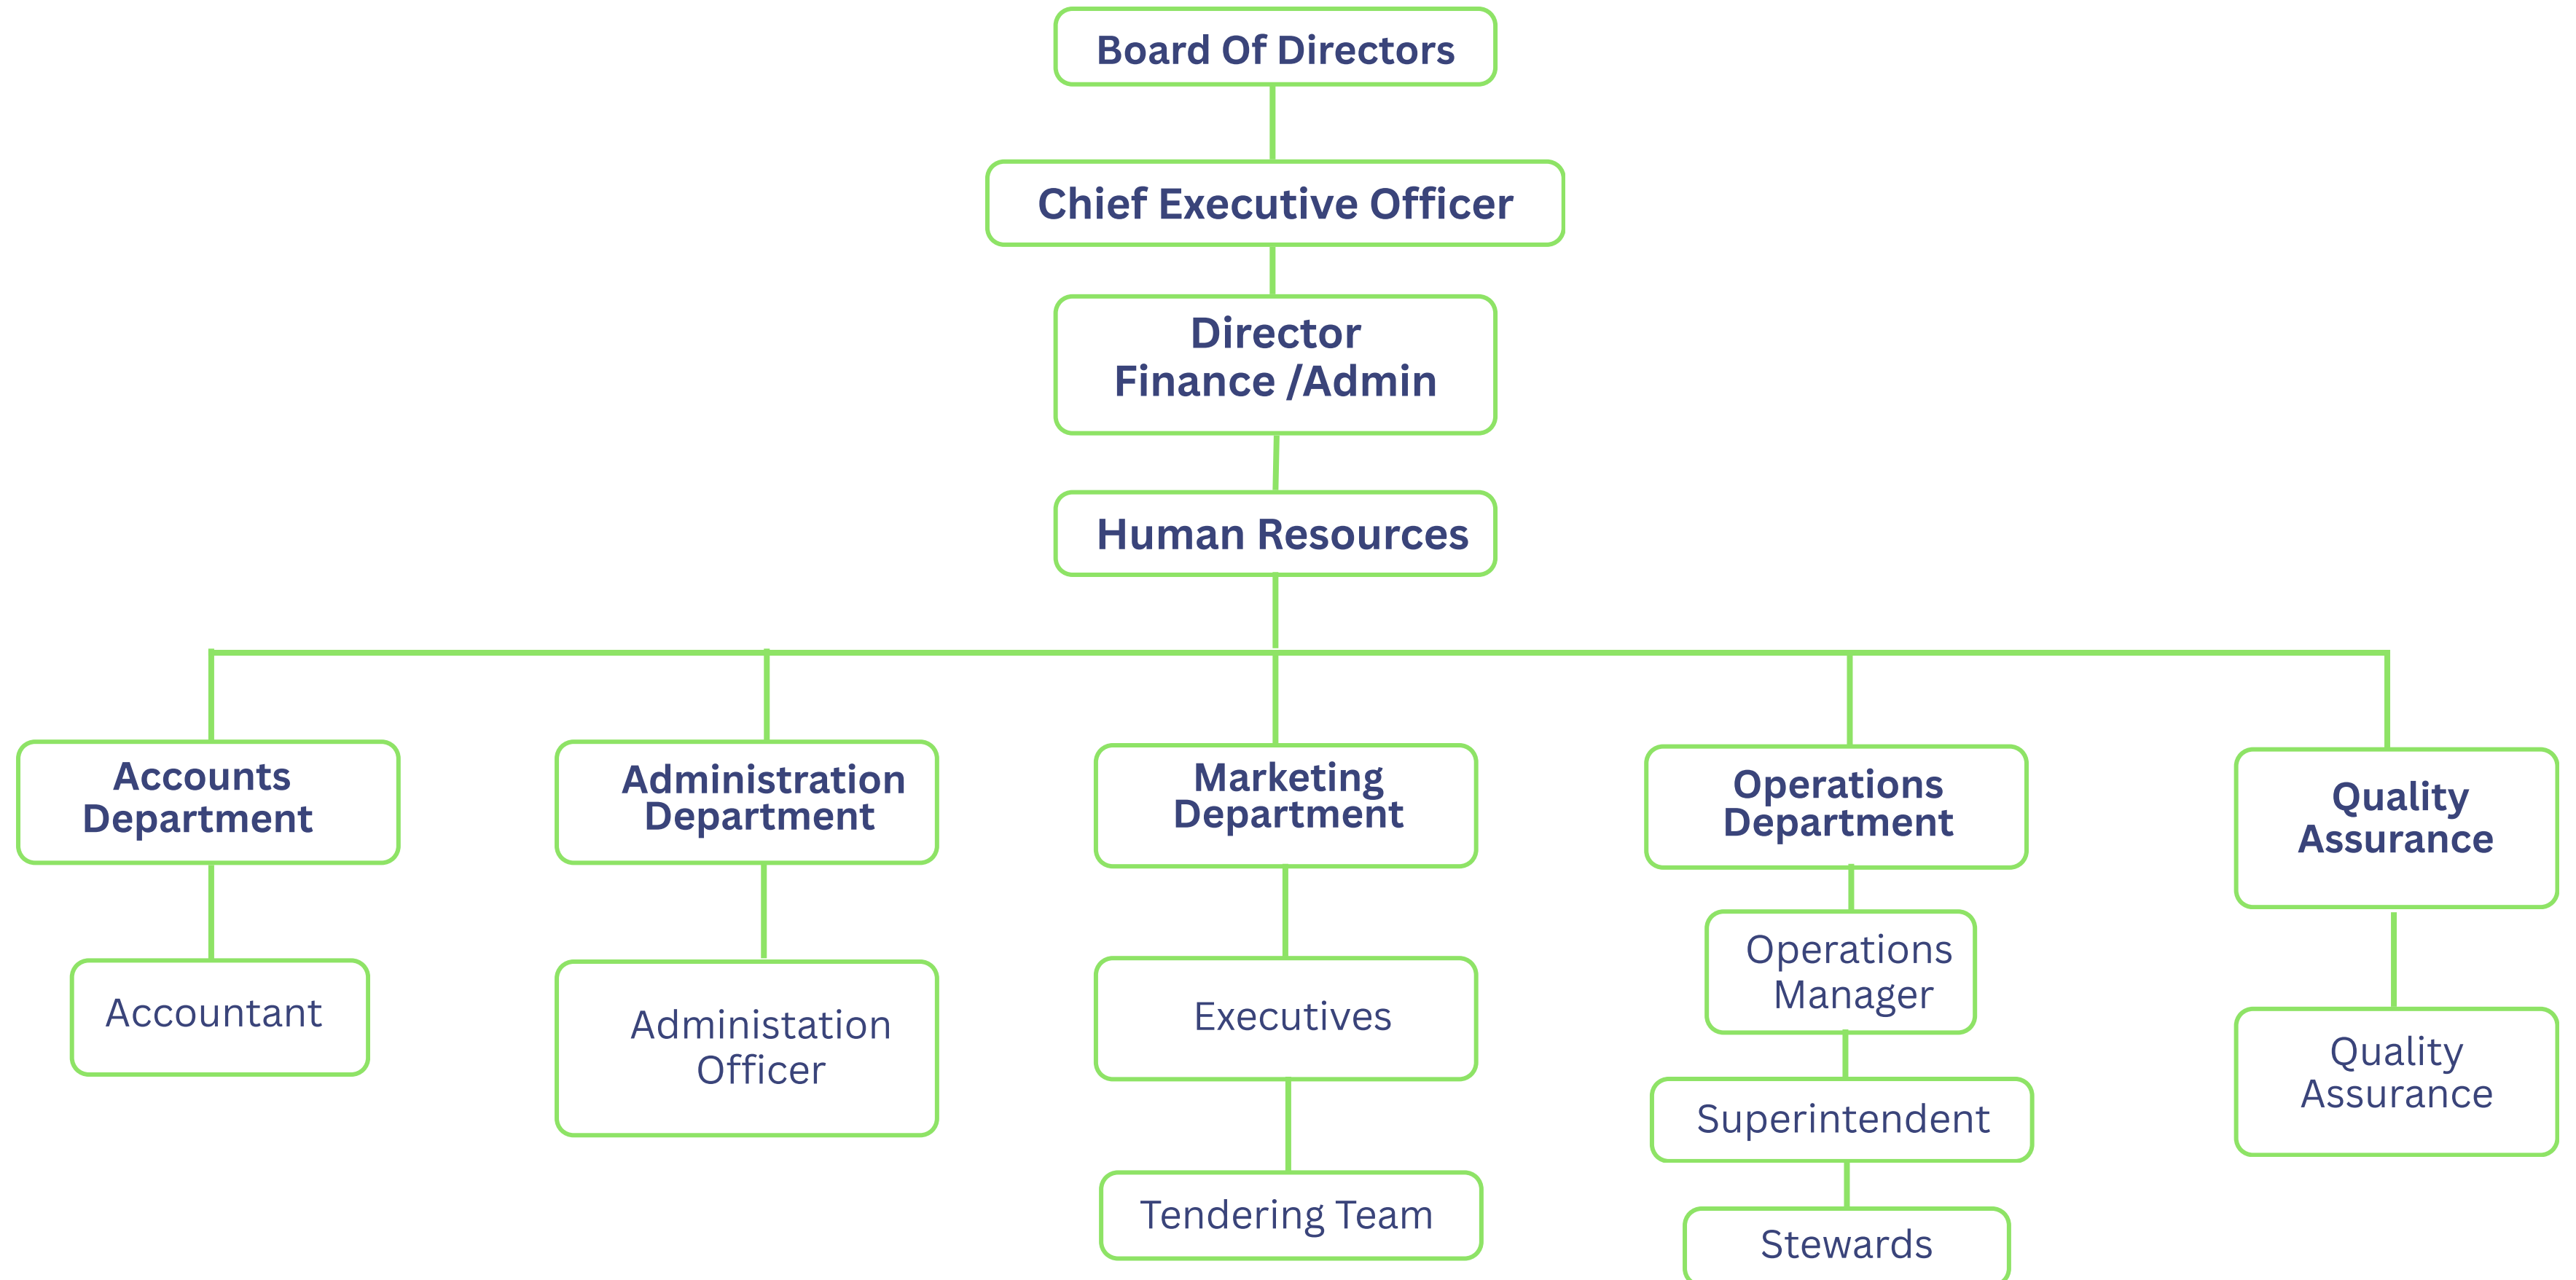 Board Of Directors
Chief Executive Officer
Director
Finance /Admin
Human Resources
Accounts
Department
Administration
Department
Marketing
Department
Operations
Department
Quality
Assurance
Accountant
Administation
Officer
Executives
Operations
Manager
Quality
Assurance
Superintendent
Tendering Team
Stewards